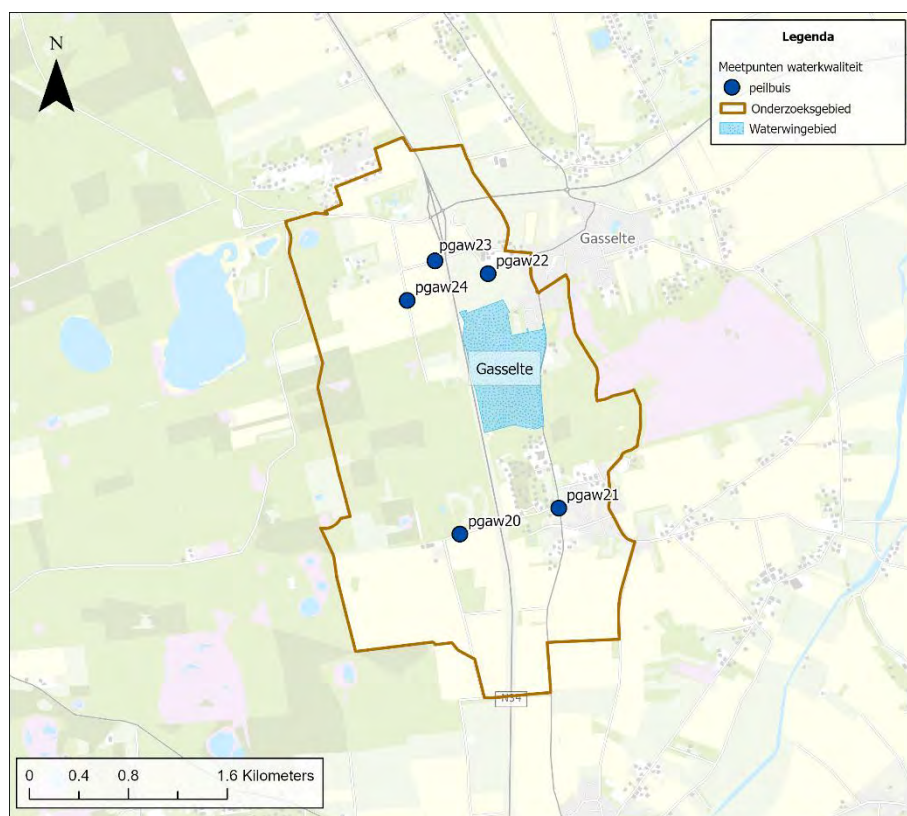 N
Legenda
Meetpunten waterkwaliteit
peilbuis
Onderzoeksgebied
Waterwingebied
Gasselte
pgaw23
pgaw22
pgaw24
Gasselte
pgaw21
pgaw20
N34
0 0.4 0.8 1.6 Kilometers